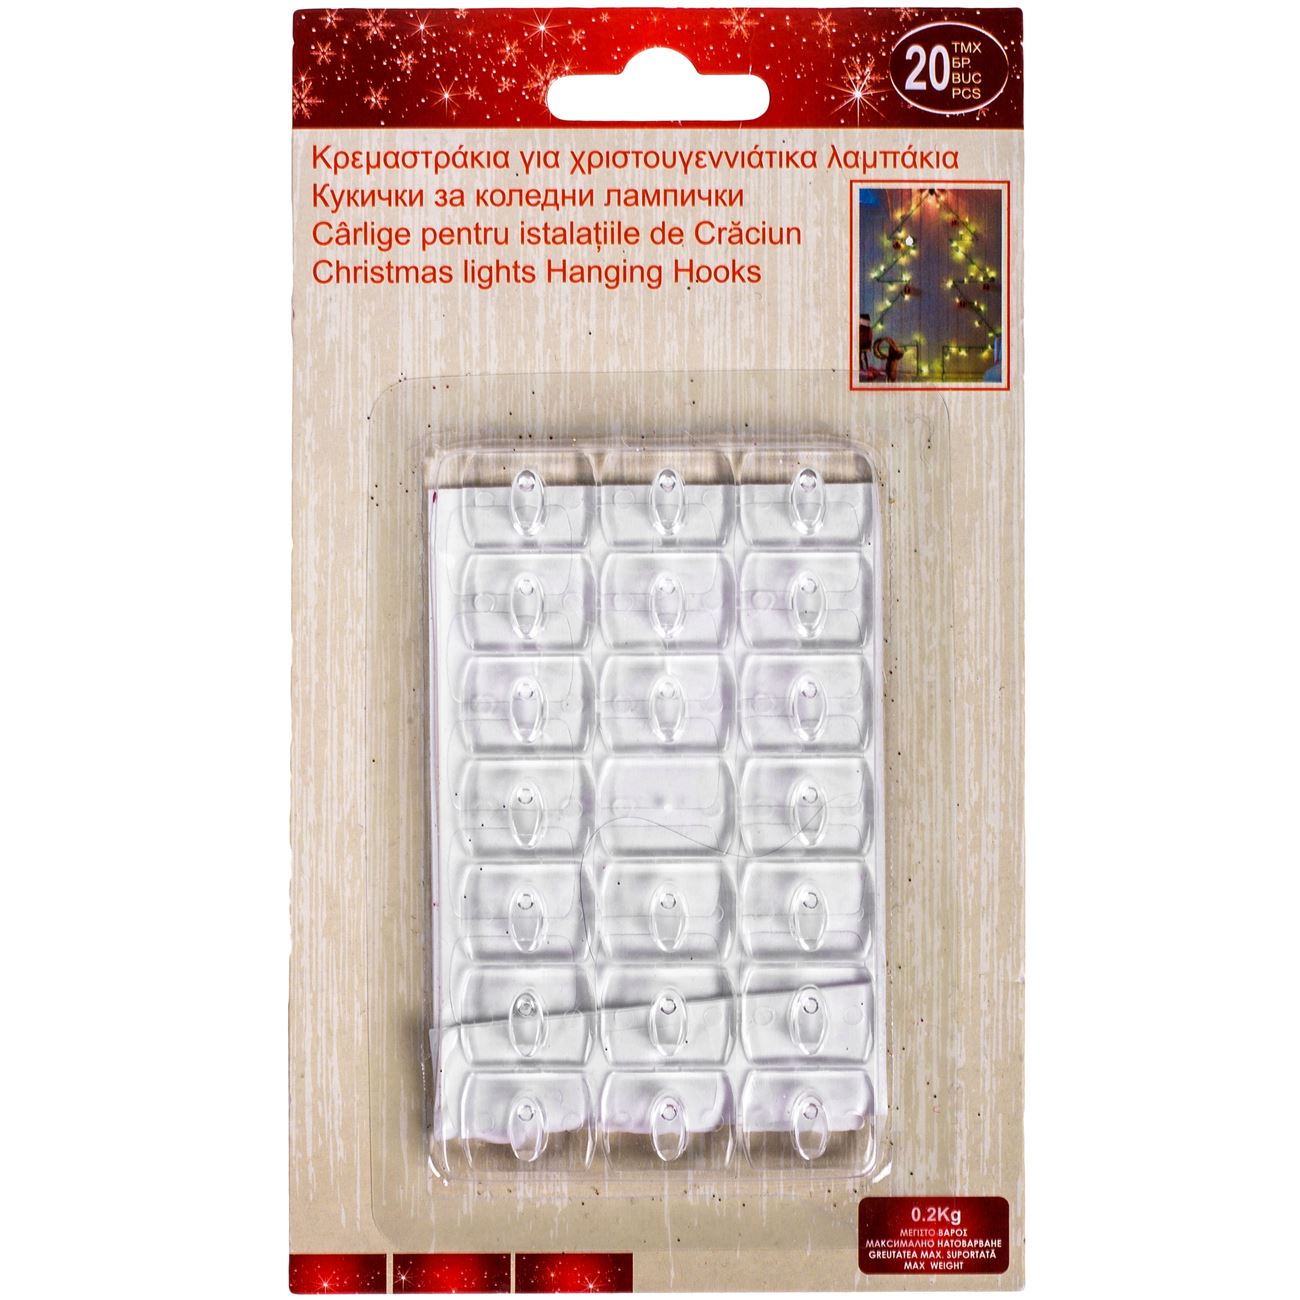 20
ΤΜΧ
БР.
BUC
PCS
Κρεμαστράκια για χριστουγεννιάτικα λαμπάκια
Кукички за коледни лампички
Cârlige pentru istalațiile de Crăciun
Christmas lights Hanging Hooks
0.2Kg
ΜΕΓΙΣΤΟ ΒΑΡΟΣ
МАКСИМАЛНО НАТОВАРВАНЕ
GREUTATEA MAX. SUPORTATĂ
MAX WEIGHT